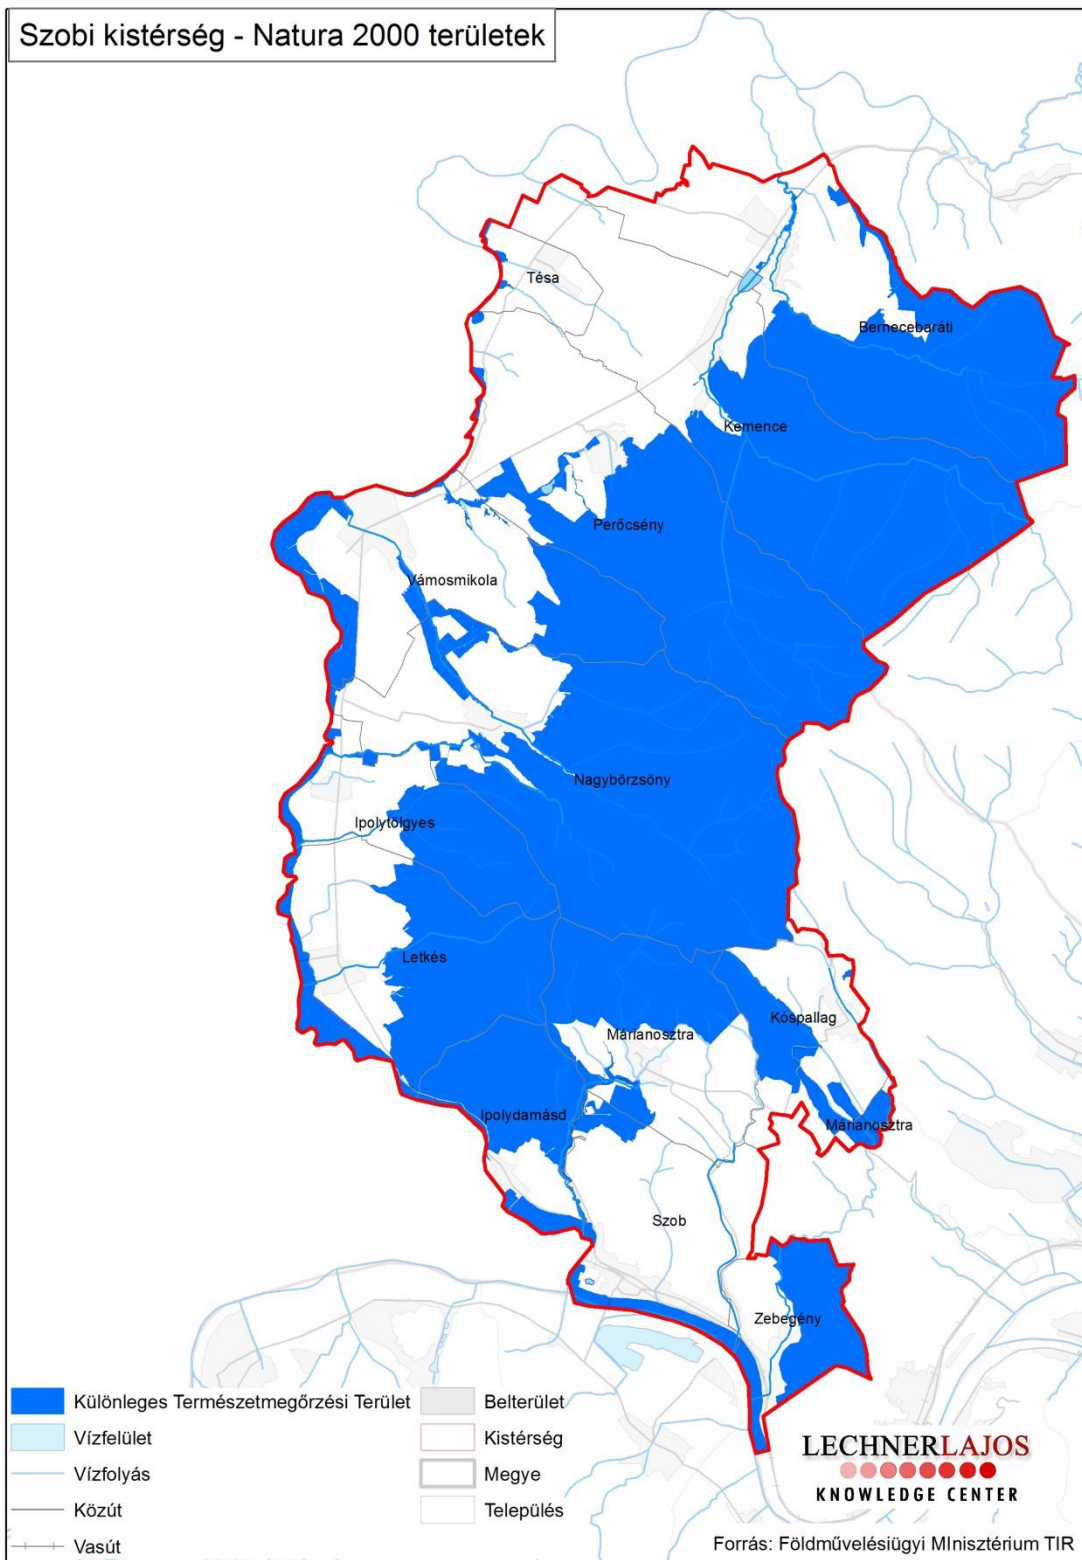 Szobi kistérség - Natura 2000 területek
Tésa
Bernecebaráti
Kemence
Perőcsény
Vámosmikola
Nagybörzsöny
Ipolytölgyes
Letkés
Kóspallag
Márianosztra
Ipolydamásd
Márianosztra
Szob
Zebegény
Különleges Természetmegőrzési Terület
Vízfelület
Vízfolyás
Közút
Vasút
Belterület
Kistérség
Megye
Település
LECHNERLAJOS
KNOWLEDGE CENTER
Forrás: Földművelésiügyi MInisztérium TIR